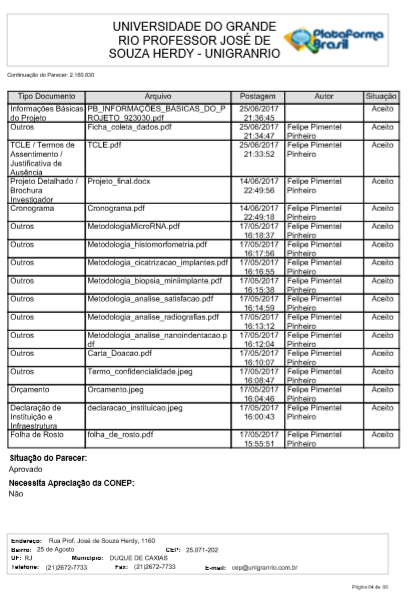 UNIVERSIDADE DO GRANDE
RIO PROFESSOR JOSÉ DE
SOUZA HERDY - UNIGRANRIO
Plataforma
Brasil
Continuação do Parecer: 2.160.830
Tipo Documento Arquivo Postagem Autor Situação
Informações Básicas PB_INFORMAÇÕES_BÁSICAS_DO_P 25/06/2017 Aceito
do Projeto ROJETO_923030.pdf 21:36:45
Outros Ficha_coleta_dados.pdf 25/06/2017 Felipe Pimentel Aceito
21:34:47 Pinheiro
TCLE / Termos de TCLE.pdf 25/06/2017 Felipe Pimentel Aceito
Assentimento / 21:33:52 Pinheiro
Justificativa de
Ausência
Projeto Detalhado / Projeto_final.docx 14/06/2017 Felipe Pimentel Aceito
Brochura 22:49:56 Pinheiro
Investigador
Cronograma Cronograma.pdf 14/06/2017 Felipe Pimentel Aceito
22:49:18 Pinheiro
Outros MetodologiaMicroRNA.pdf 17/05/2017 Felipe Pimentel Aceito
16:18:37 Pinheiro
Outros Metodologia_histomorfometria.pdf 17/05/2017 Felipe Pimentel Aceito
16:17:56 Pinheiro
Outros Metodologia_cicatrizacao_implantes.pdf 17/05/2017 Felipe Pimentel Aceito
16:16:55 Pinheiro
Outros Metodologia_biopsia_miniimplante.pdf 17/05/2017 Felipe Pimentel Aceito
16:15:38 Pinheiro
Outros Metodologia_analise_satisfacao.pdf 17/05/2017 Felipe Pimentel Aceito
16:14:59 Pinheiro
Outros Metodologia_analise_radiografias.pdf 17/05/2017 Felipe Pimentel Aceito
16:13:12 Pinheiro
Outros Metodologia_analise_nanoindentacao.p 17/05/2017 Felipe Pimentel Aceito
df 16:12:04 Pinheiro
Outros Carta_Doacao.pdf 17/05/2017 Felipe Pimentel Aceito
16:10:07 Pinheiro
Outros Termo_confidencialidade.jpeg 17/05/2017 Felipe Pimentel Aceito
16:08:47 Pinheiro
Orçamento Orcamento.jpeg 17/05/2017 Felipe Pimentel Aceito
16:04:46 Pinheiro
Declaração de declaracao_instituicao.jpeg 17/05/2017 Felipe Pimentel Aceito
Instituição e 16:00:43 Pinheiro
Infraestrutura
Folha de Rosto folha_de_rosto.pdf 17/05/2017 Felipe Pimentel Aceito
15:55:51 Pinheiro
Situação do Parecer:
Aprovado
Necessita Apreciação da CONEP:
Não
Endereço: Rua Prof. José de Souza Herdy, 1160
Bairro: 25 de Agosto CEP: 25.071-202
UF: RJ Município: DUQUE DE CAXIAS
Telefone: (21)2672-7733 Fax: (21)2672-7733 E-mail: cep@unigranrio.com.br
Página 04 de 05